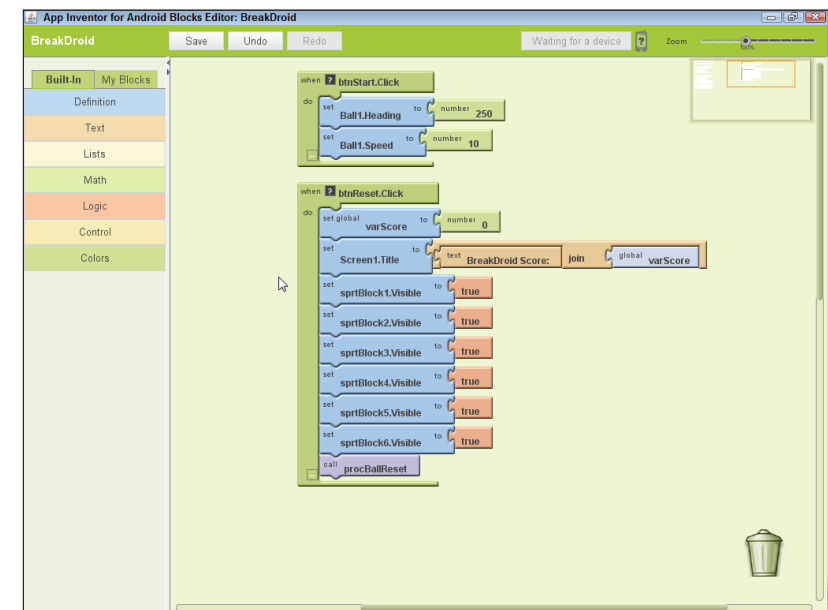 App Inventor for Android Blocks Editor: BreakDroid
BreakDroid Save Undo Redo Waiting for a device ? Zoom 100%
Built-In My Blocks
Definition
Text
Lists
Math
Logic
Control
Colors
when ? btnStart.Click
do set Ball1.Heading to number 250
set Ball1.Speed to number 10
when ? btnReset.Click
do set global varScore to number 0
set Screen1.Title to text BreakDroid Score: join global varScore
set sprtBlock1.Visible to true
set sprtBlock2.Visible to true
set sprtBlock3.Visible to true
set sprtBlock4.Visible to true
set sprtBlock5.Visible to true
set sprtBlock6.Visible to true
call procBallReset